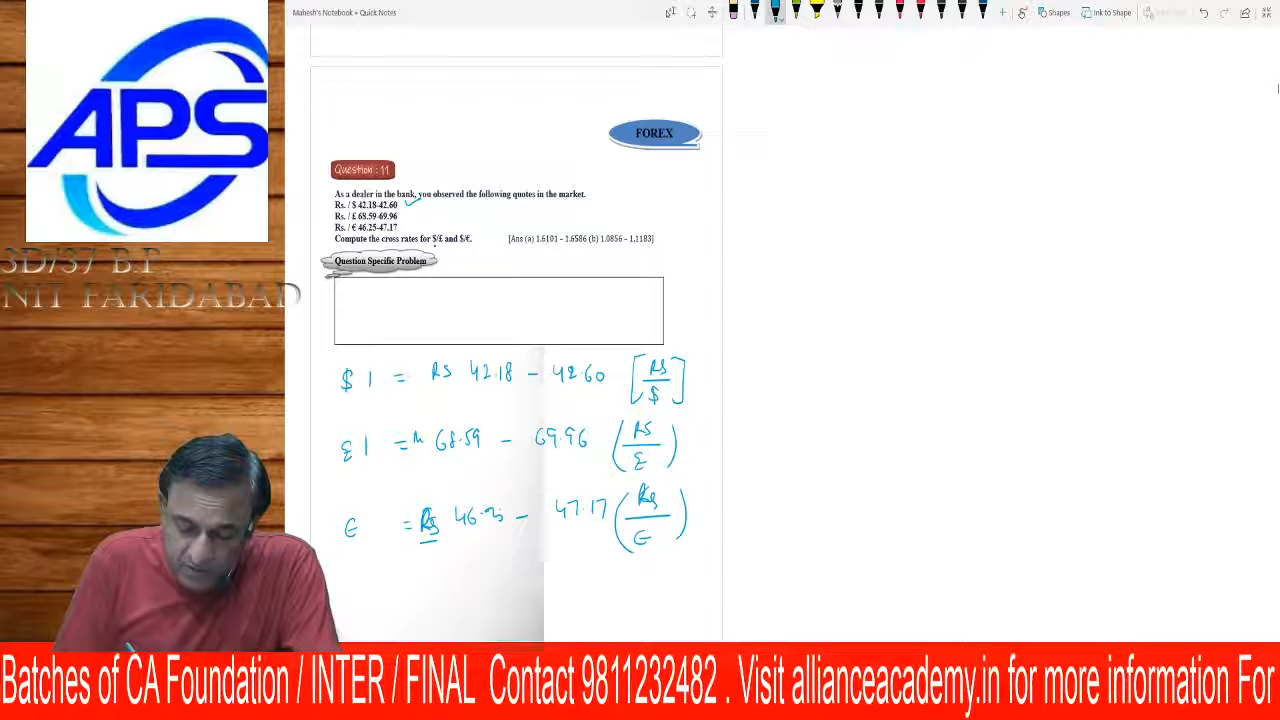 Mahesh's Notebook + Quick Notes
Shapes
Ink to Shape
APS
3D/37 B.P.
NIT FARIDABAD
FOREX
Question : 11
As a dealer in the bank, you observed the following quotes in the market.
Rs. / $ 42.18-42.60
Rs. / £ 68.59-69.96
Rs. / € 46.25-47.17
Compute the cross rates for $/£ and $/€. [Ans (a) 1.6101 – 1.6586 (b) 1.0856 – 1.1183]
Question Specific Problem
$ 1 = Rs 42.18 – 42.60 [Rs/$]
£ 1 = 68.59 – 69.96 (Rs/£)
€ = Rs 46.25 – 47.17 (Rs/€)
Batches of CA Foundation / INTER / FINAL Contact 9811232482 . Visit allianceacademy.in for more information For